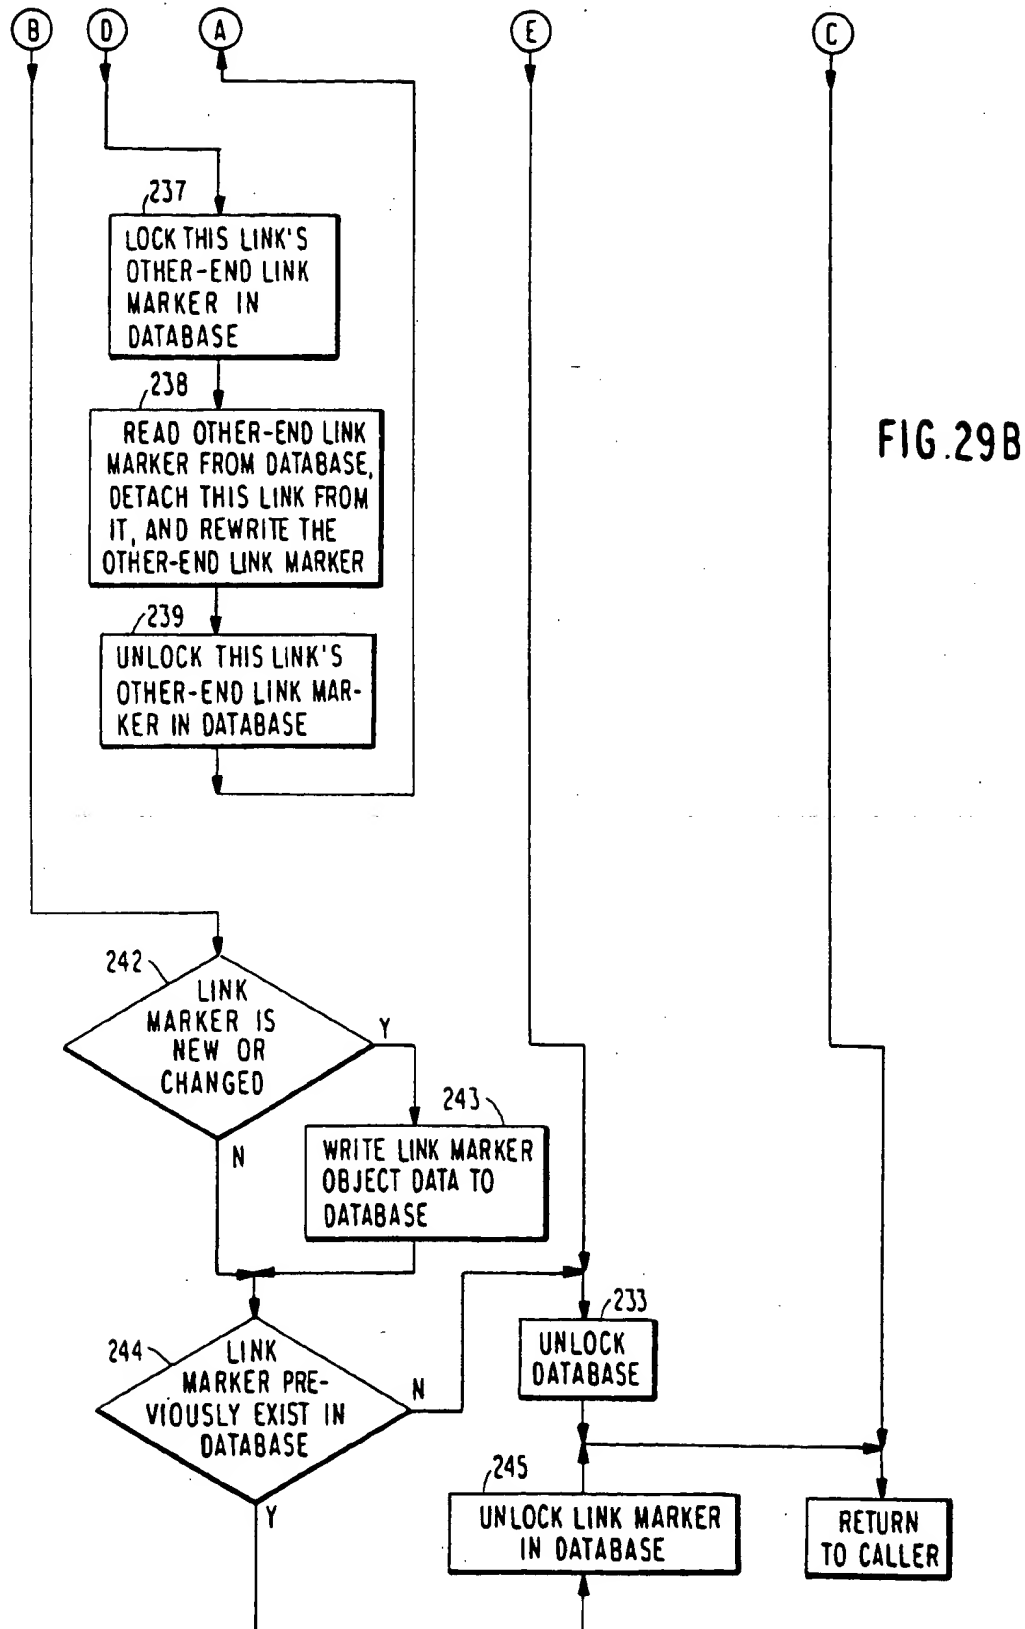 B
D
A
E
C
237
LOCK THIS LINK'S
OTHER-END LINK
MARKER IN
DATABASE
238
READ OTHER-END LINK
MARKER FROM DATABASE,
DETACH THIS LINK FROM
IT, AND REWRITE THE
OTHER-END LINK MARKER
FIG.29B
239
UNLOCK THIS LINK'S
OTHER-END LINK MAR-
KER IN DATABASE
242
LINK
MARKER IS
NEW OR
CHANGED
Y
N
243
WRITE LINK MARKER
OBJECT DATA TO
DATABASE
244
LINK
MARKER PRE-
VIOUSLY EXIST IN
DATABASE
N
Y
233
UNLOCK
DATABASE
245
UNLOCK LINK MARKER
IN DATABASE
RETURN
TO CALLER